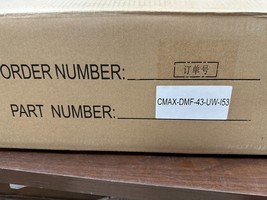 ORDER NUMBER: 订单号
PART NUMBER: CMAX-DMF-43-UW-I53